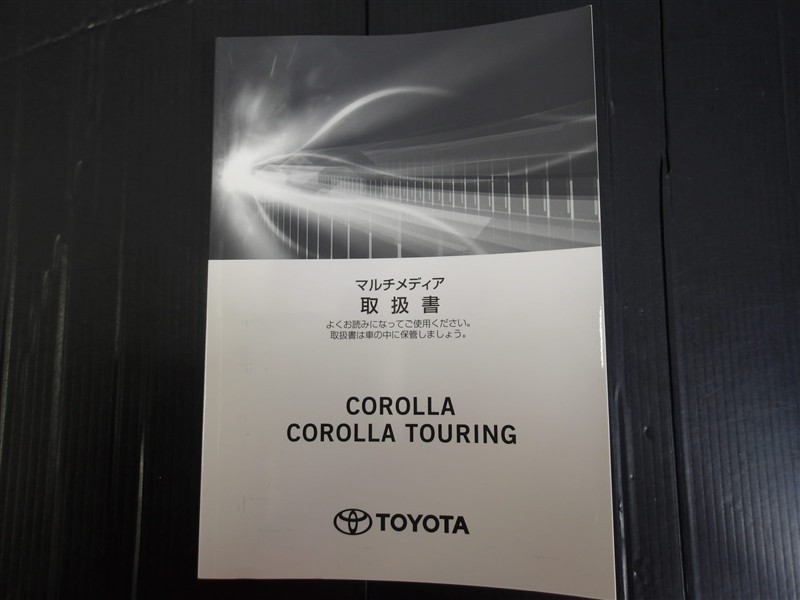 マルチメディア
取扱書
よくお読みになってご使用ください。
取扱書は車の中に保管しましょう。
COROLLA
COROLLA TOURING
TOYOTA